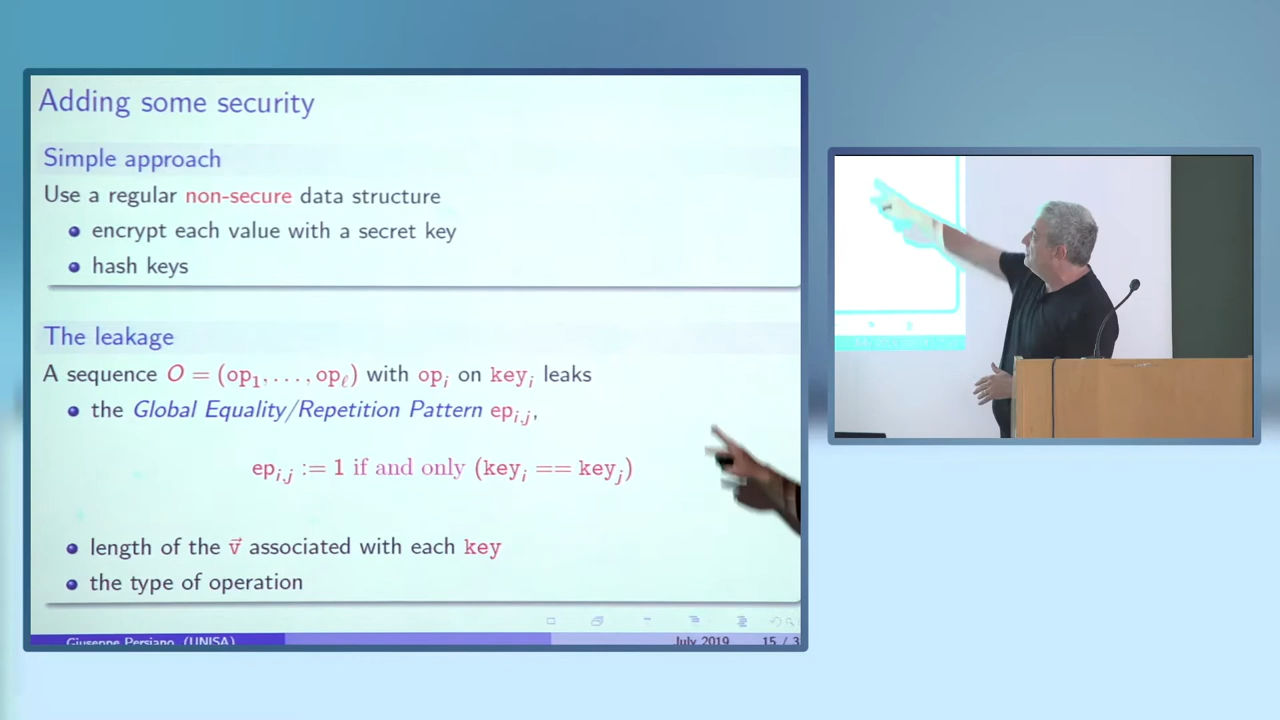 Adding some security
Simple approach
Use a regular non-secure data structure
encrypt each value with a secret key
hash keys
The leakage
A sequence O = (op₁, . . . , opℓ) with opᵢ on keyᵢ leaks
the Global Equality/Repetition Pattern epᵢ,ⱼ,
epᵢ,ⱼ := 1 if and only (keyᵢ == keyⱼ)
length of the v⃗ associated with each key
the type of operation
Giuseppe Persiano (UNISA) July 2019 15 / 3